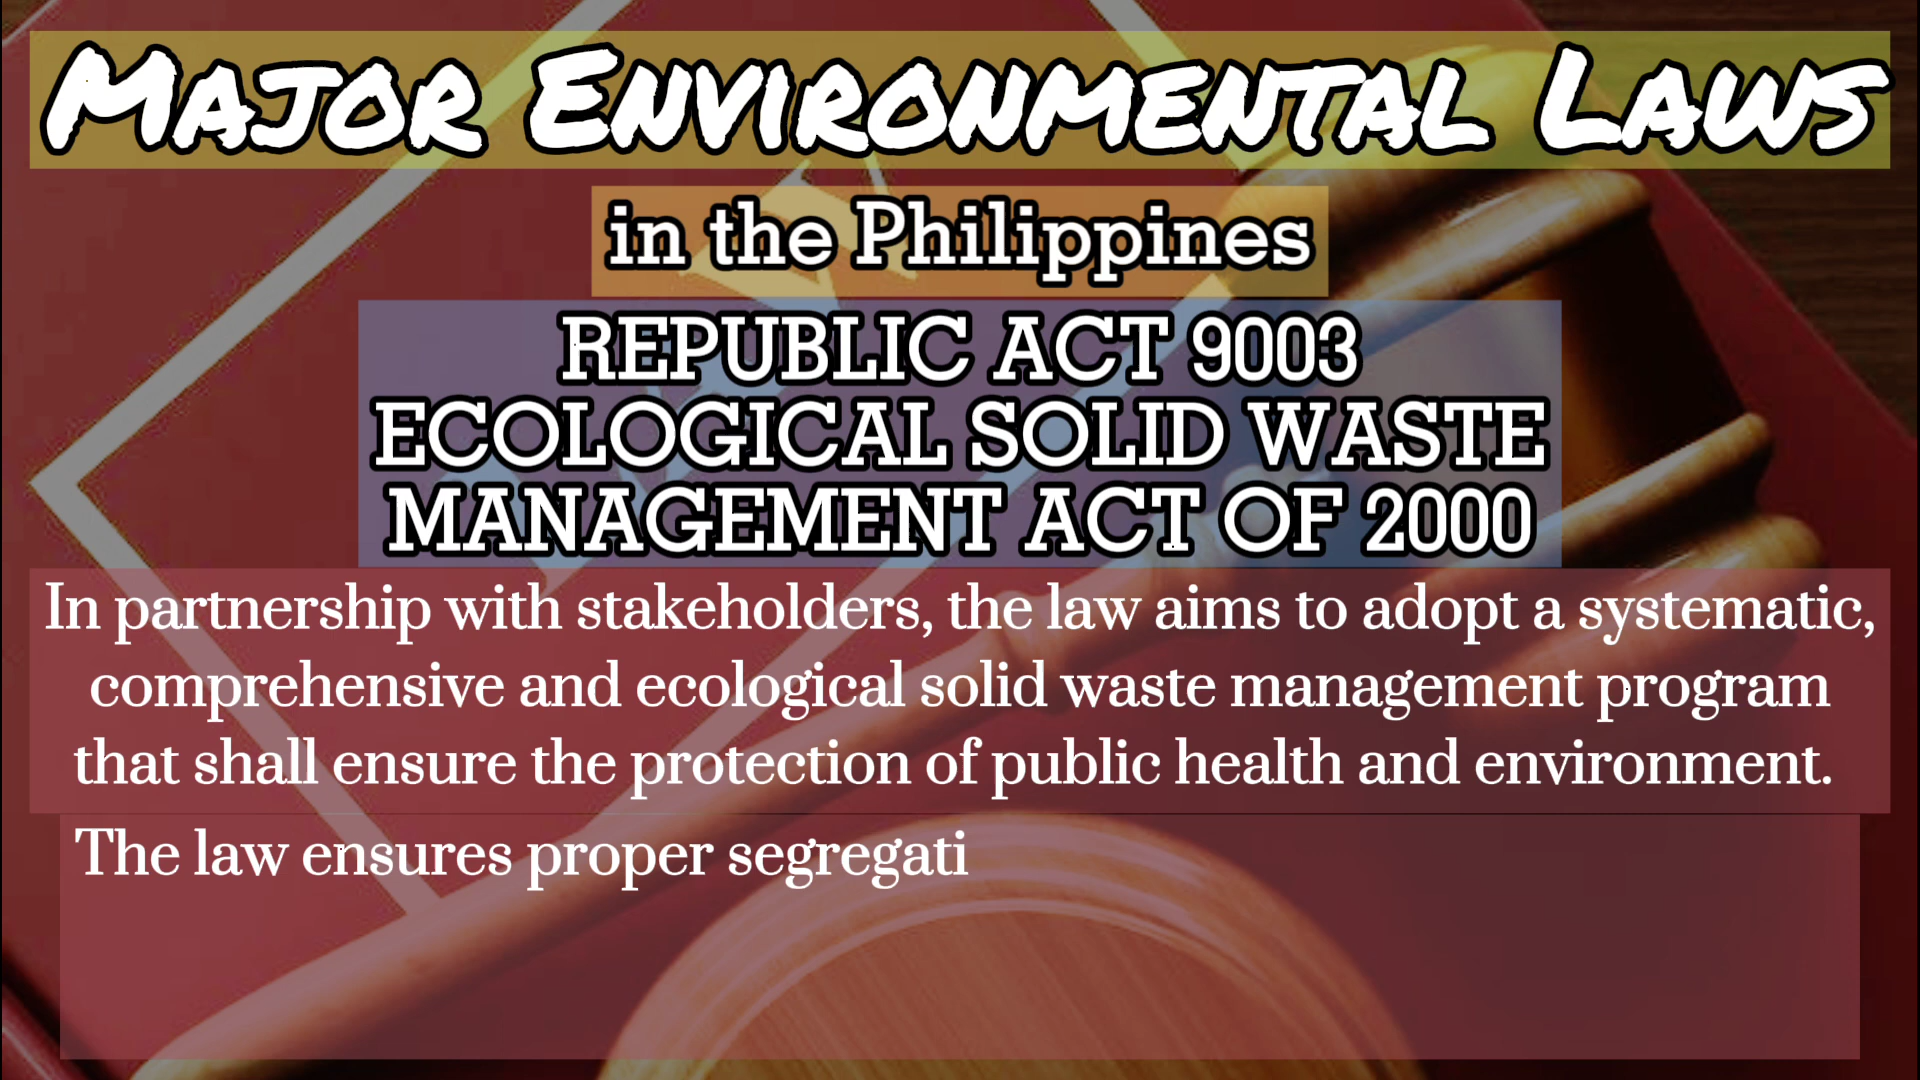 MAJOR ENVIRONMENTAL LAWS
in the Philippines
REPUBLIC ACT 9003
ECOLOGICAL SOLID WASTE
MANAGEMENT ACT OF 2000
In partnership with stakeholders, the law aims to adopt a systematic,
comprehensive and ecological solid waste management program
that shall ensure the protection of public health and environment.
The law ensures proper segregati